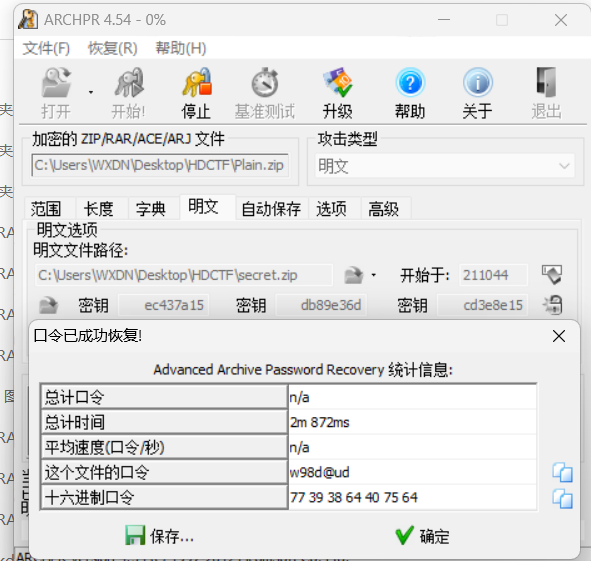 ARCHPR 4.54 - 0%
文件(F) 恢复(R) 帮助(H)
打开 开始! 停止 基准测试 升级 帮助 关于 退出
加密的 ZIP/RAR/ACE/ARJ 文件 攻击类型
C:\Users\WXDN\Desktop\HDCTF\Plain.zip 明文
范围 长度 字典 明文 自动保存 选项 高级
明文选项
明文文件路径:
C:\Users\WXDN\Desktop\HDCTF\secret.zip 开始于: 211044
密钥 ec437a15 密钥 db89e36d 密钥 cd3e8e15
口令已成功恢复!
Advanced Archive Password Recovery 统计信息:
总计口令 n/a
总计时间 2m 872ms
平均速度(口令/秒) n/a
这个文件的口令 w98d@ud
十六进制口令 77 39 38 64 40 75 64
保存... 确定